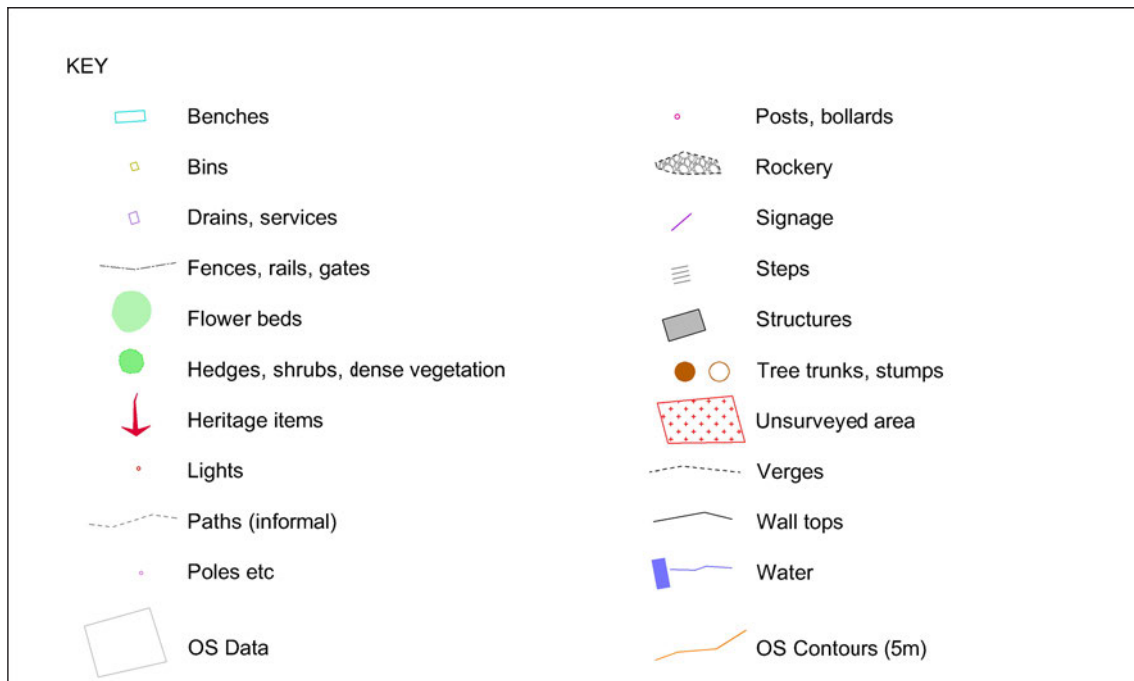 KEY
Benches
Bins
Drains, services
Fences, rails, gates
Flower beds
Hedges, shrubs, dense vegetation
Heritage items
Lights
Paths (informal)
Poles etc
OS Data
Posts, bollards
Rockery
Signage
Steps
Structures
Tree trunks, stumps
Unsurveyed area
Verges
Wall tops
Water
OS Contours (5m)